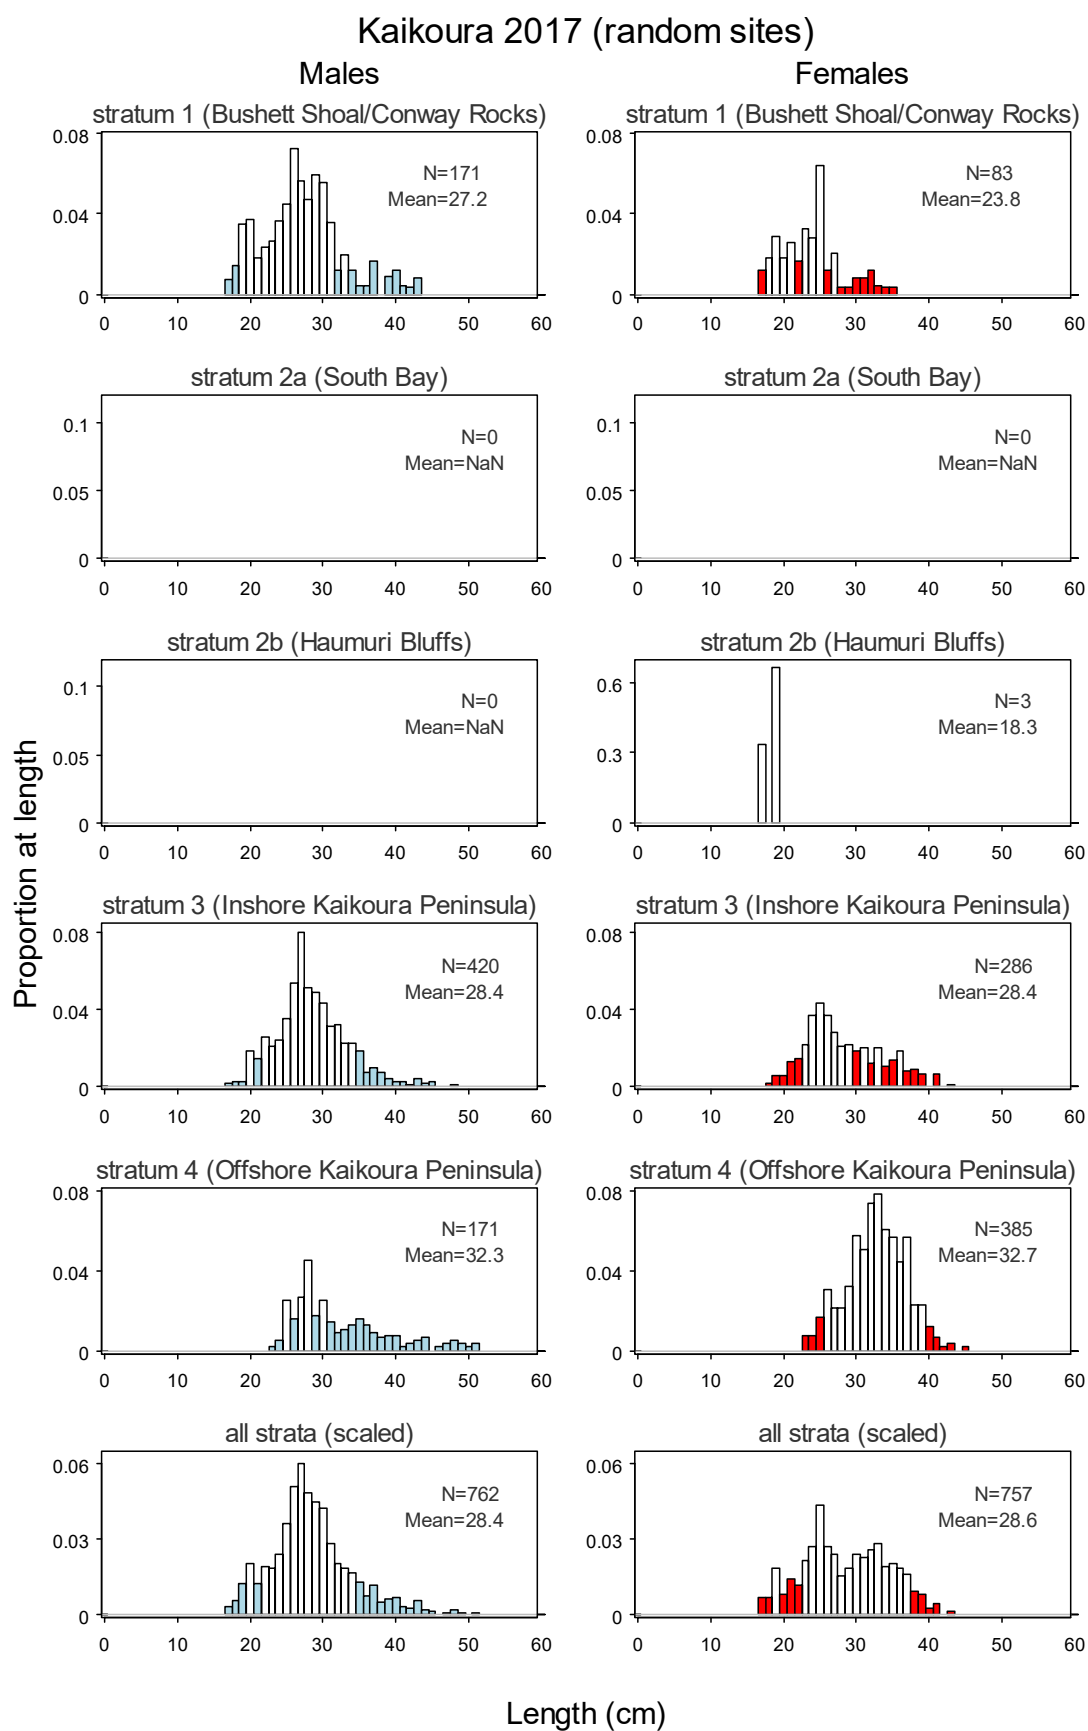 Kaikoura 2017 (random sites)
Males
Females
stratum 1 (Bushett Shoal/Conway Rocks)
0.08
0.04
0
N=171
Mean=27.2
0 10 20 30 40 50 60
stratum 1 (Bushett Shoal/Conway Rocks)
0.08
0.04
0
N=83
Mean=23.8
0 10 20 30 40 50 60
stratum 2a (South Bay)
0.1
0.05
0
N=0
Mean=NaN
0 10 20 30 40 50 60
stratum 2a (South Bay)
0.1
0.05
0
N=0
Mean=NaN
0 10 20 30 40 50 60
stratum 2b (Haumuri Bluffs)
0.1
0.05
0
N=0
Mean=NaN
0 10 20 30 40 50 60
stratum 2b (Haumuri Bluffs)
0.6
0.3
0
N=3
Mean=18.3
0 10 20 30 40 50 60
Proportion at length
stratum 3 (Inshore Kaikoura Peninsula)
0.08
0.04
0
N=420
Mean=28.4
0 10 20 30 40 50 60
stratum 3 (Inshore Kaikoura Peninsula)
0.08
0.04
0
N=286
Mean=28.4
0 10 20 30 40 50 60
stratum 4 (Offshore Kaikoura Peninsula)
0.08
0.04
0
N=171
Mean=32.3
0 10 20 30 40 50 60
stratum 4 (Offshore Kaikoura Peninsula)
0.08
0.04
0
N=385
Mean=32.7
0 10 20 30 40 50 60
all strata (scaled)
0.06
0.03
0
N=762
Mean=28.4
0 10 20 30 40 50 60
all strata (scaled)
0.06
0.03
0
N=757
Mean=28.6
0 10 20 30 40 50 60
Length (cm)